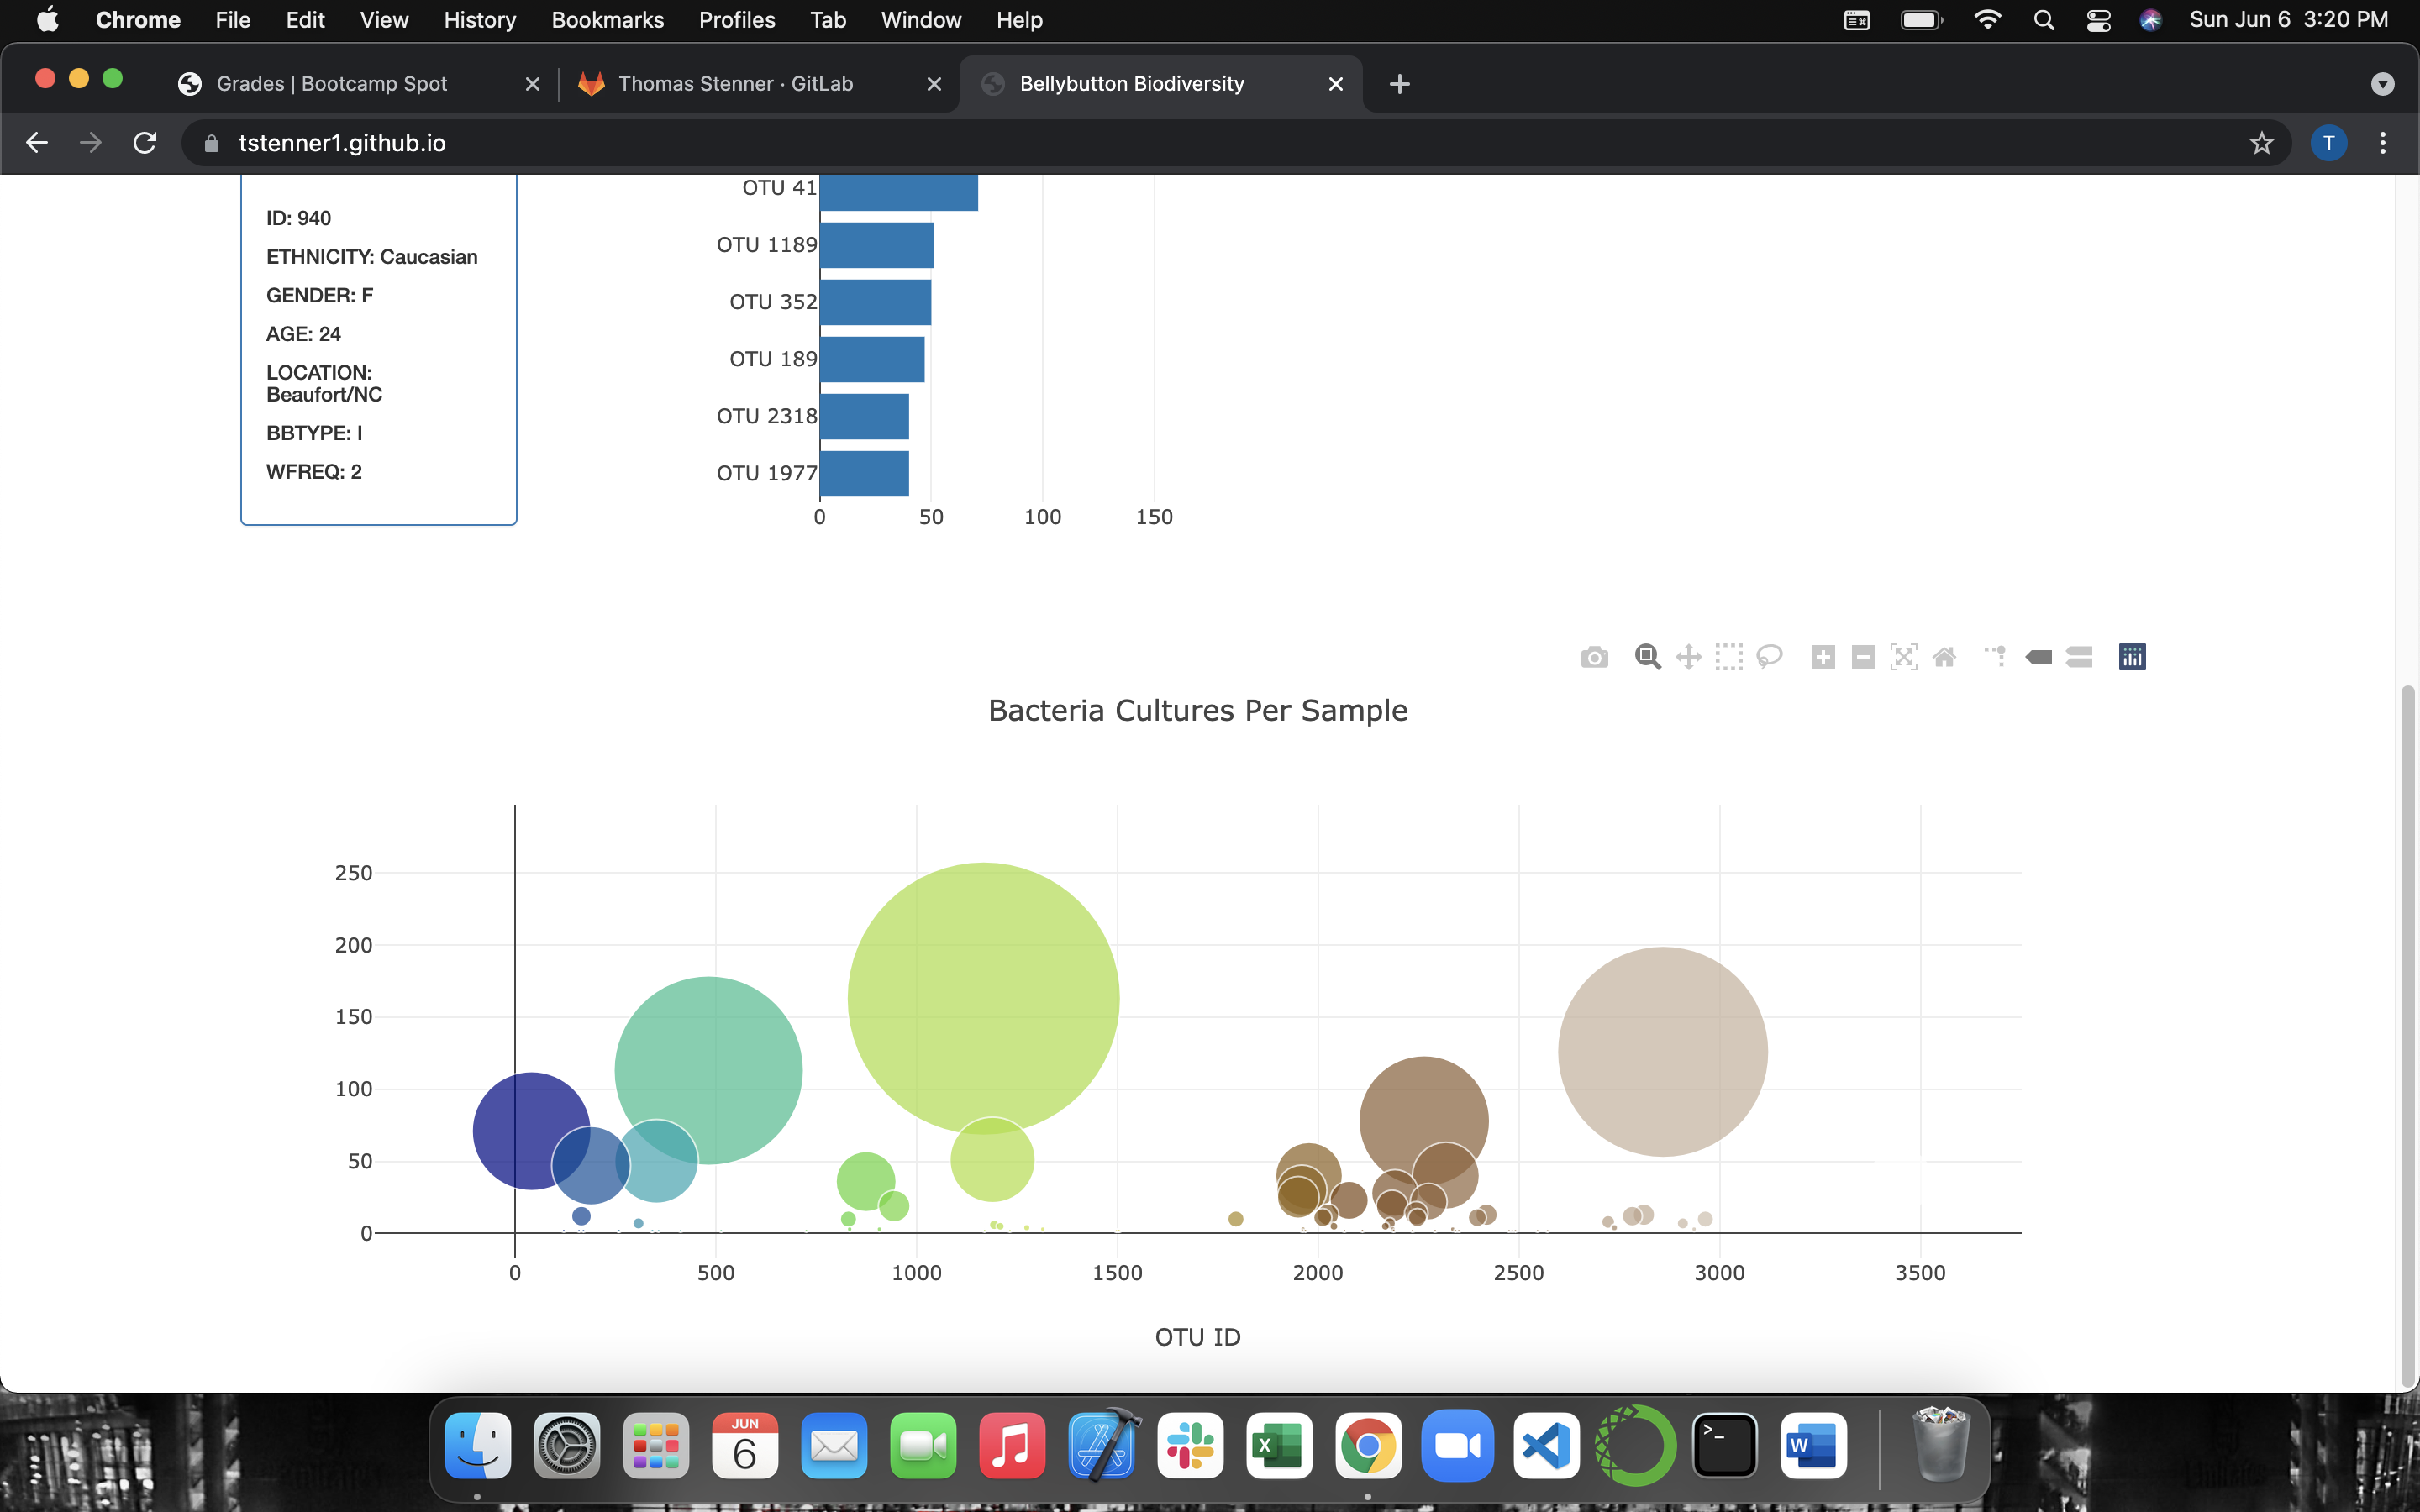 Chrome File Edit View History Bookmarks Profiles Tab Window Help Sun Jun 6 3:20 PM
Grades | Bootcamp Spot Thomas Stenner · GitLab Bellybutton Biodiversity
tstenner1.github.io T
ID: 940
ETHNICITY: Caucasian
GENDER: F
AGE: 24
LOCATION:
Beaufort/NC
BBTYPE: I
WFREQ: 2
OTU 41
OTU 1189
OTU 352
OTU 189
OTU 2318
OTU 1977
0 50 100 150
Bacteria Cultures Per Sample
250
200
150
100
50
0
0 500 1000 1500 2000 2500 3000 3500
OTU ID
JUN
6
X
>_
W